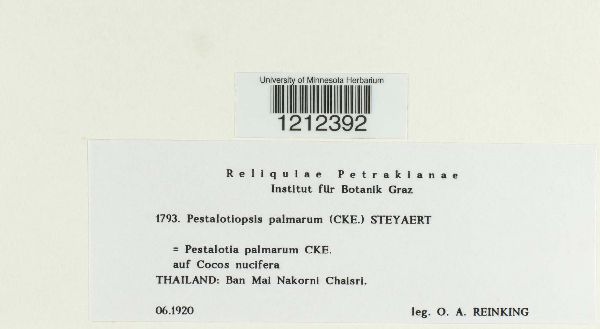 University of Minnesota Herbarium
1212392
Reliquiae Petrakianae
Institut für Botanik Graz
1793. Pestalotiopsis palmarum (CKE.) STEYAERT
= Pestalotia palmarum CKE.
auf Cocos nucifera
THAILAND: Ban Mai Nakorni Chaisri.
06.1920 leg. O. A. REINKING